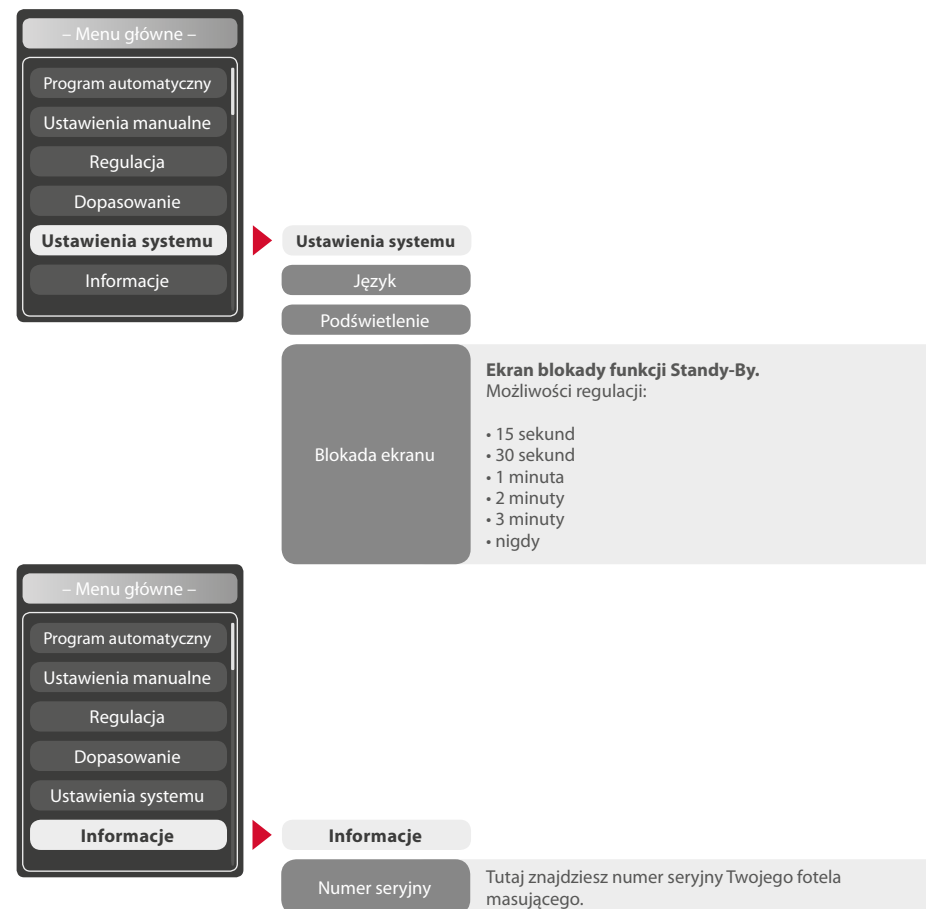 – Menu główne –
Program automatyczny
Ustawienia manualne
Regulacja
Dopasowanie
Ustawienia systemu
Informacje
Ustawienia systemu
Język
Podświetlenie
Blokada ekranu
Ekran blokady funkcji Standy-By.
Możliwości regulacji:
• 15 sekund
• 30 sekund
• 1 minuta
• 2 minuty
• 3 minuty
• nigdy
– Menu główne –
Program automatyczny
Ustawienia manualne
Regulacja
Dopasowanie
Ustawienia systemu
Informacje
Informacje
Numer seryjny
Tutaj znajdziesz numer seryjny Twojego fotela
masującego.